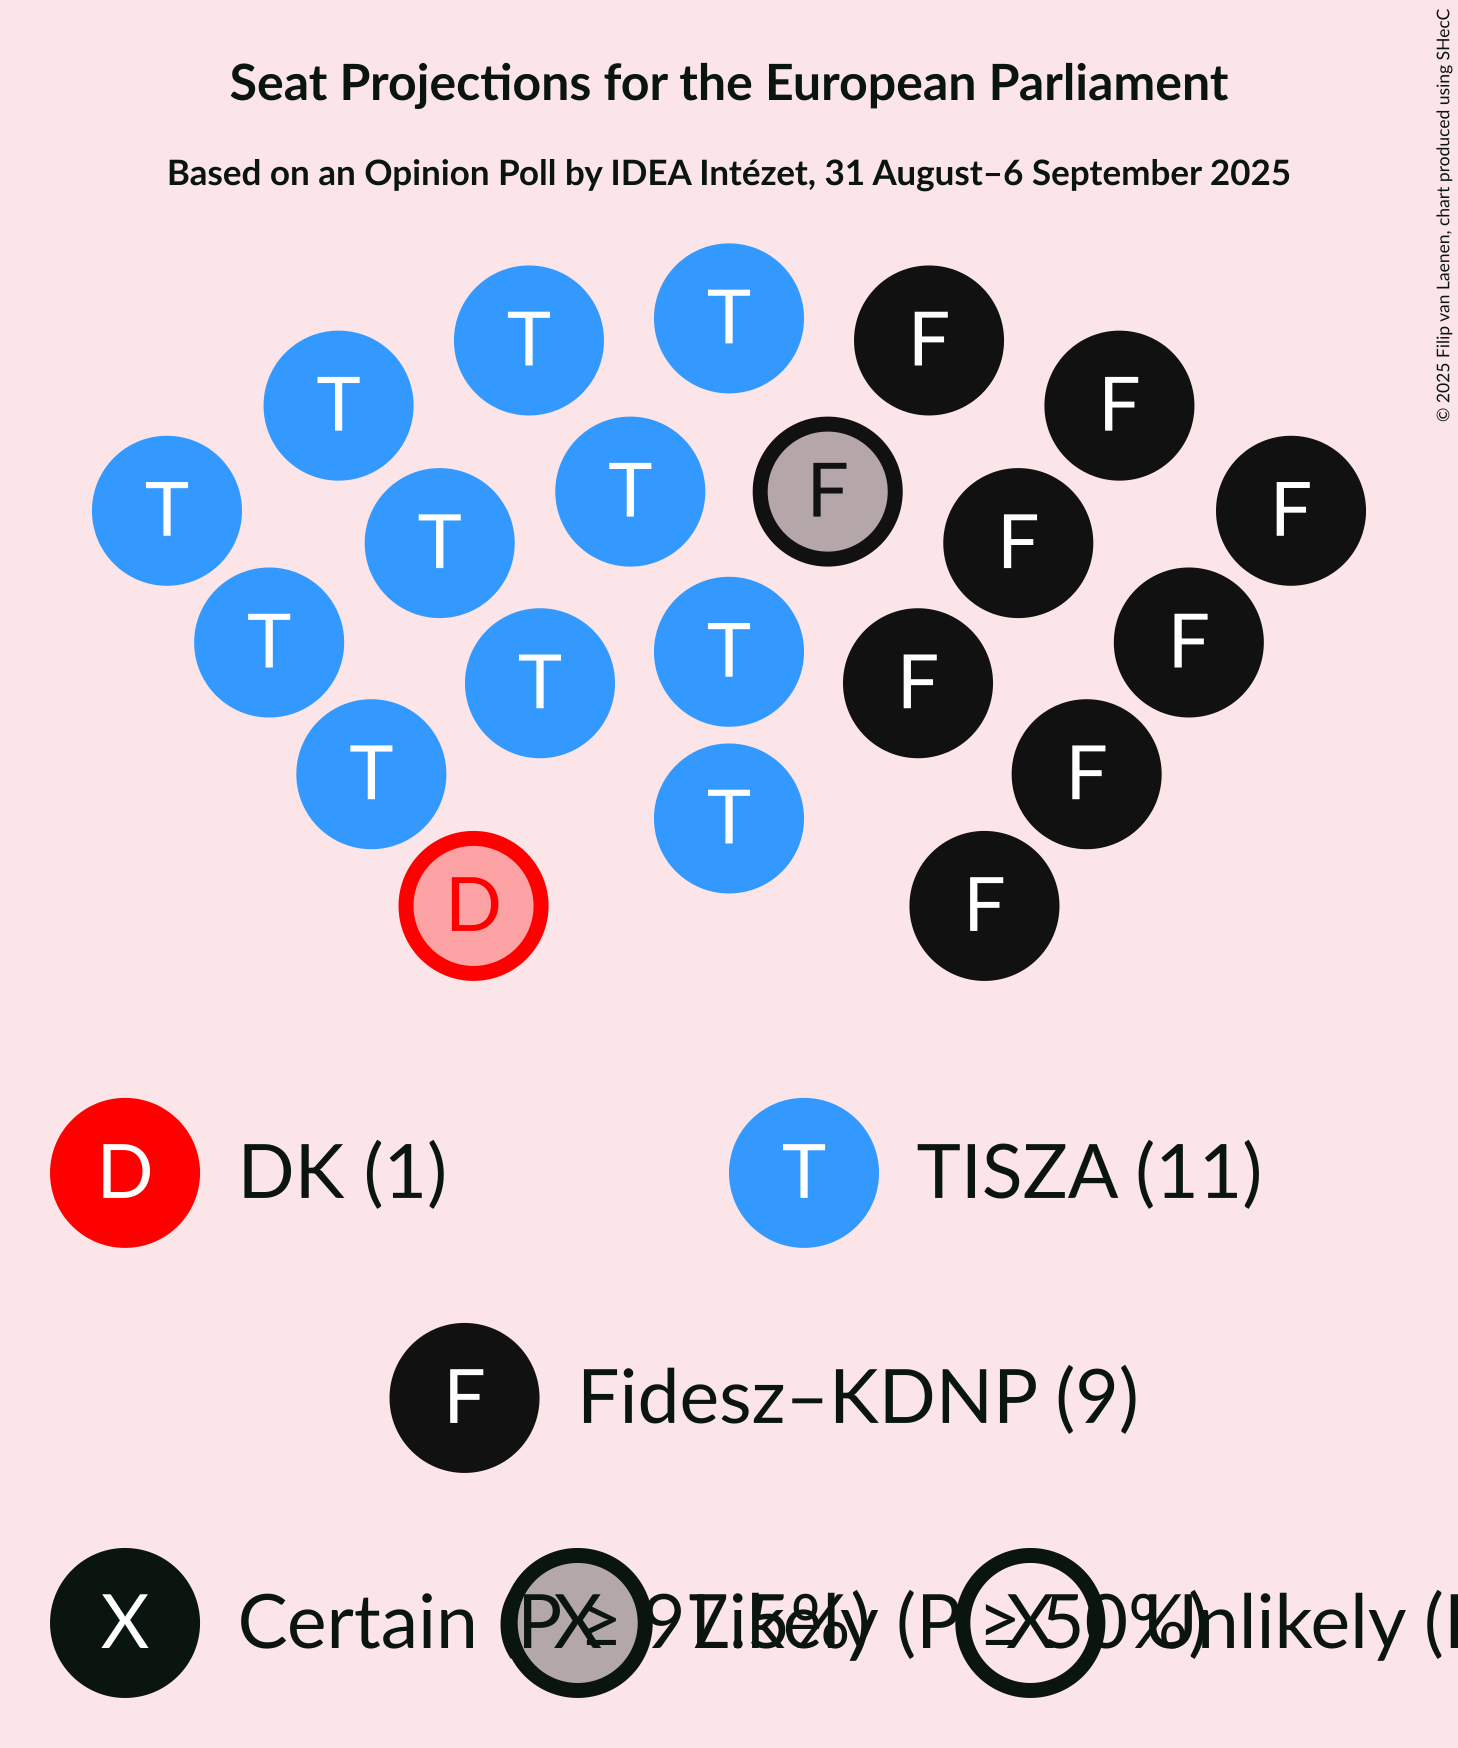 Seat Projections for the European Parliament
Based on an Opinion Poll by IDEA Intézet, 31 August–6 September 2025
© 2025 Filip van Laenen, chart produced using SHecC
T
T T
T F
T F
T F
T F
T F
T F
T
T F
T F
T
D F
D DK (1) T TISZA (11)
F Fidesz–KDNP (9)
X Certain (P ≥ 97.5%) X Likely (P ≥ 50%) X Unlikely (